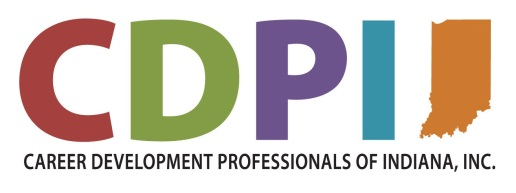 CDPI
CAREER DEVELOPMENT PROFESSIONALS OF INDIANA, INC.